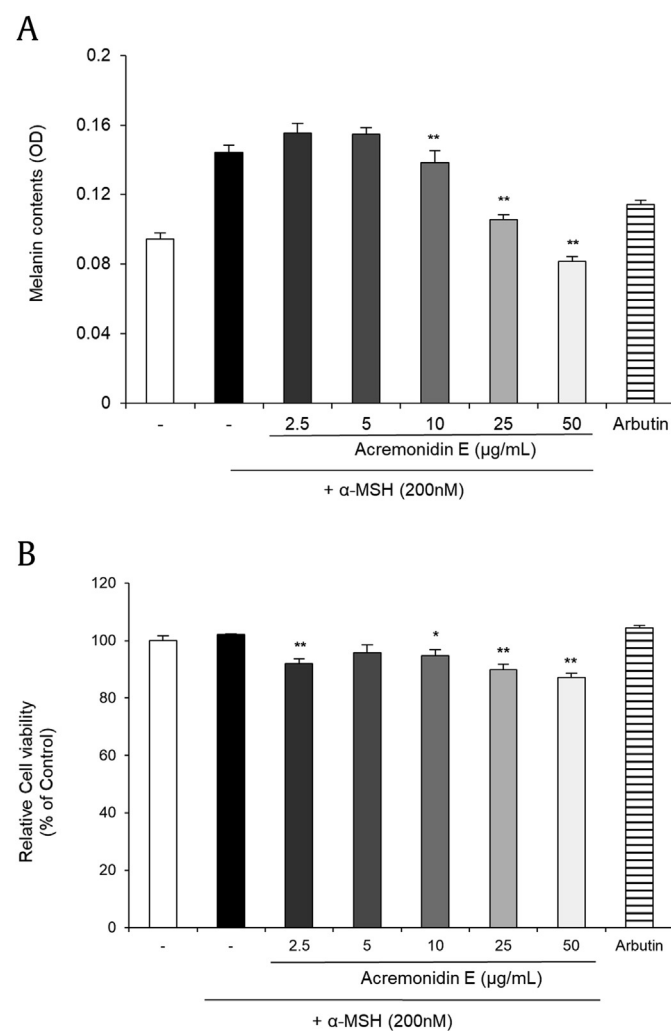 A
Melanin contents (OD)
0.2
0.16
0.12
0.08
0.04
0
**
**
**
- - 2.5 5 10 25 50 Arbutin
Acremonidin E (μg/mL)
+ α-MSH (200nM)
B
Relative Cell viability
(% of Control)
120
100
80
60
40
20
0
**
*
**
**
- - 2.5 5 10 25 50 Arbutin
Acremonidin E (μg/mL)
+ α-MSH (200nM)